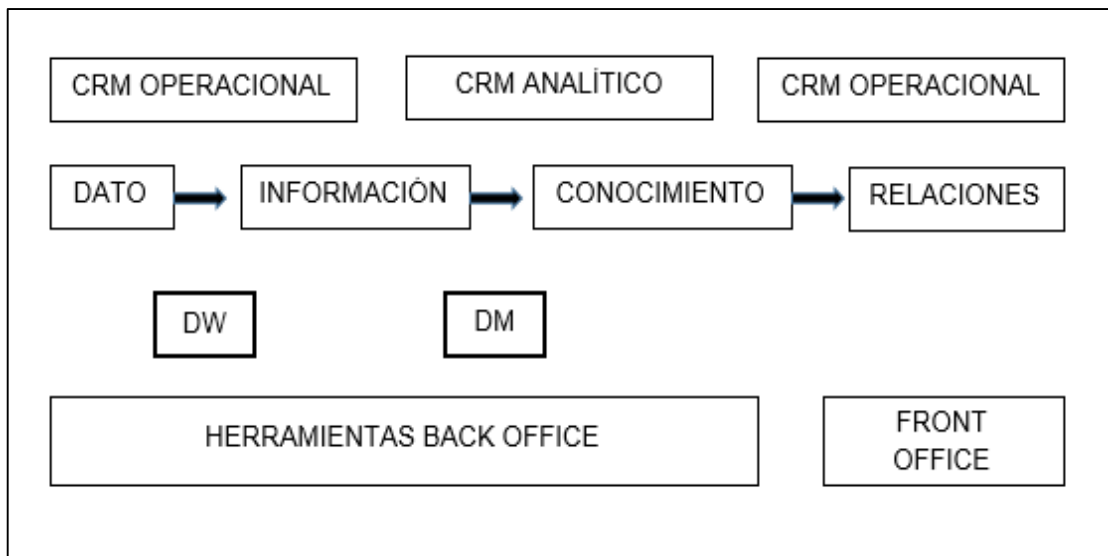 CRM OPERACIONAL
CRM ANALÍTICO
CRM OPERACIONAL
DATO
INFORMACIÓN
CONOCIMIENTO
RELACIONES
DW
DM
HERRAMIENTAS BACK OFFICE
FRONT
OFFICE